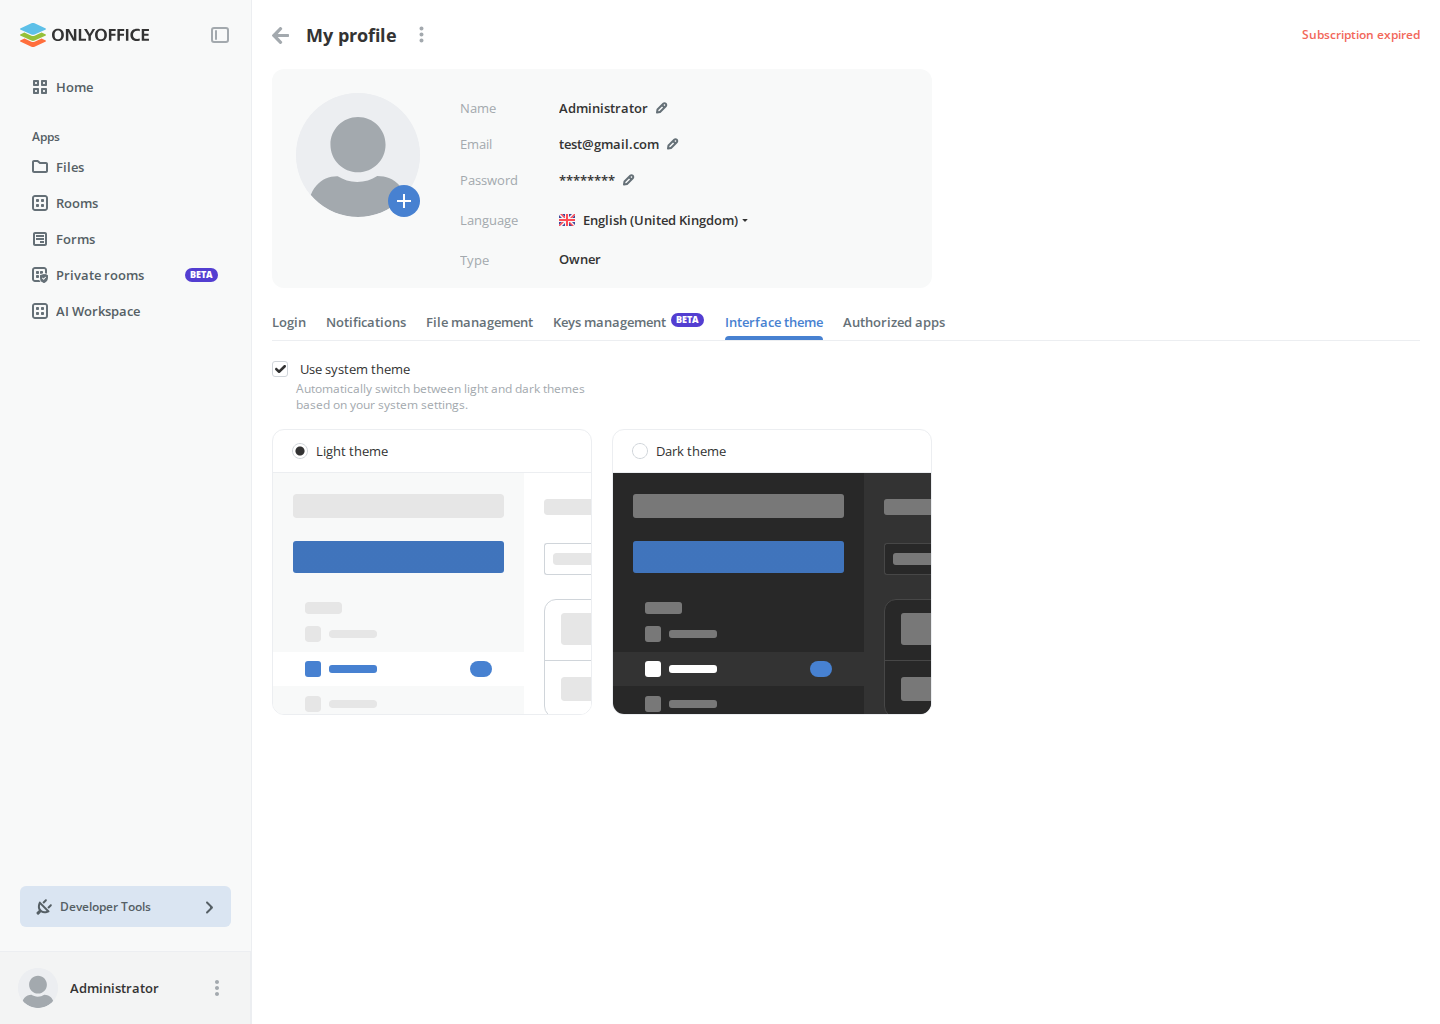 ONLYOFFICE
Home
Apps
Files
Rooms
Forms
Private rooms BETA
AI Workspace
Developer Tools
Administrator
My profile
Subscription expired
Name Administrator
Email test@gmail.com
Password ********
Language English (United Kingdom)
Type Owner
Login Notifications File management Keys management BETA Interface theme Authorized apps
Use system theme
Automatically switch between light and dark themes
based on your system settings.
Light theme
Dark theme